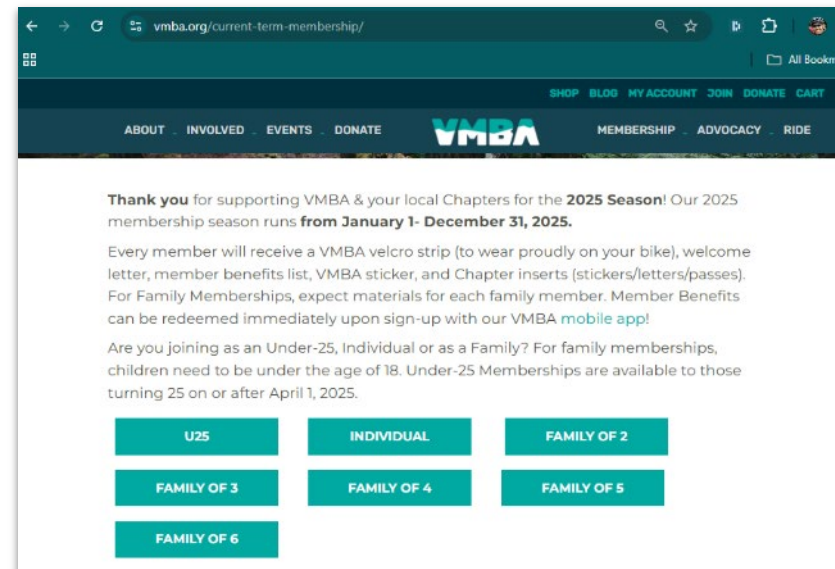 vmba.org/current-term-membership/
All Bookm
SHOP BLOG MY ACCOUNT JOIN DONATE CART
ABOUT INVOLVED EVENTS DONATE VMBA MEMBERSHIP ADVOCACY RIDE
Thank you for supporting VMBA & your local Chapters for the 2025 Season! Our 2025
membership season runs from January 1- December 31, 2025.
Every member will receive a VMBA velcro strip (to wear proudly on your bike), welcome
letter, member benefits list, VMBA sticker, and Chapter inserts (stickers/letters/passes).
For Family Memberships, expect materials for each family member. Member Benefits
can be redeemed immediately upon sign-up with our VMBA mobile app!
Are you joining as an Under-25, Individual or as a Family? For family memberships,
children need to be under the age of 18. Under-25 Memberships are available to those
turning 25 on or after April 1, 2025.
U25 INDIVIDUAL FAMILY OF 2
FAMILY OF 3 FAMILY OF 4 FAMILY OF 5
FAMILY OF 6